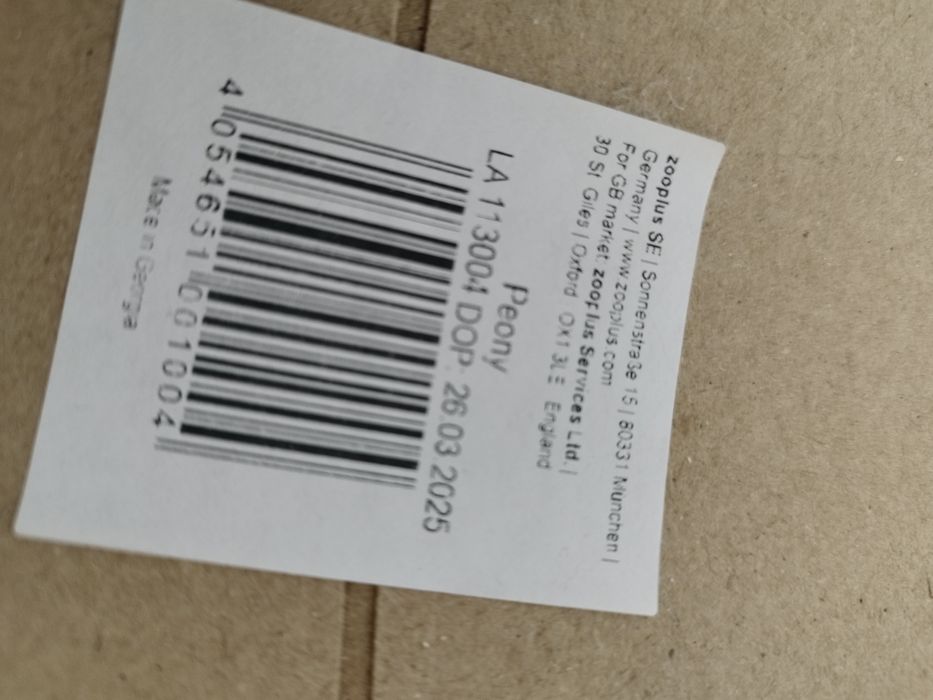 zooplus SE | Sonnenstraße 15 | 80331 München |
Germany | www.zooplus.com
For GB market: zooplus Services Ltd. |
30 St Giles | Oxford OX1 3LE England
Peony
LA 113004 DOP: 26.03.2025
4 054651 001004
Made in Georgia